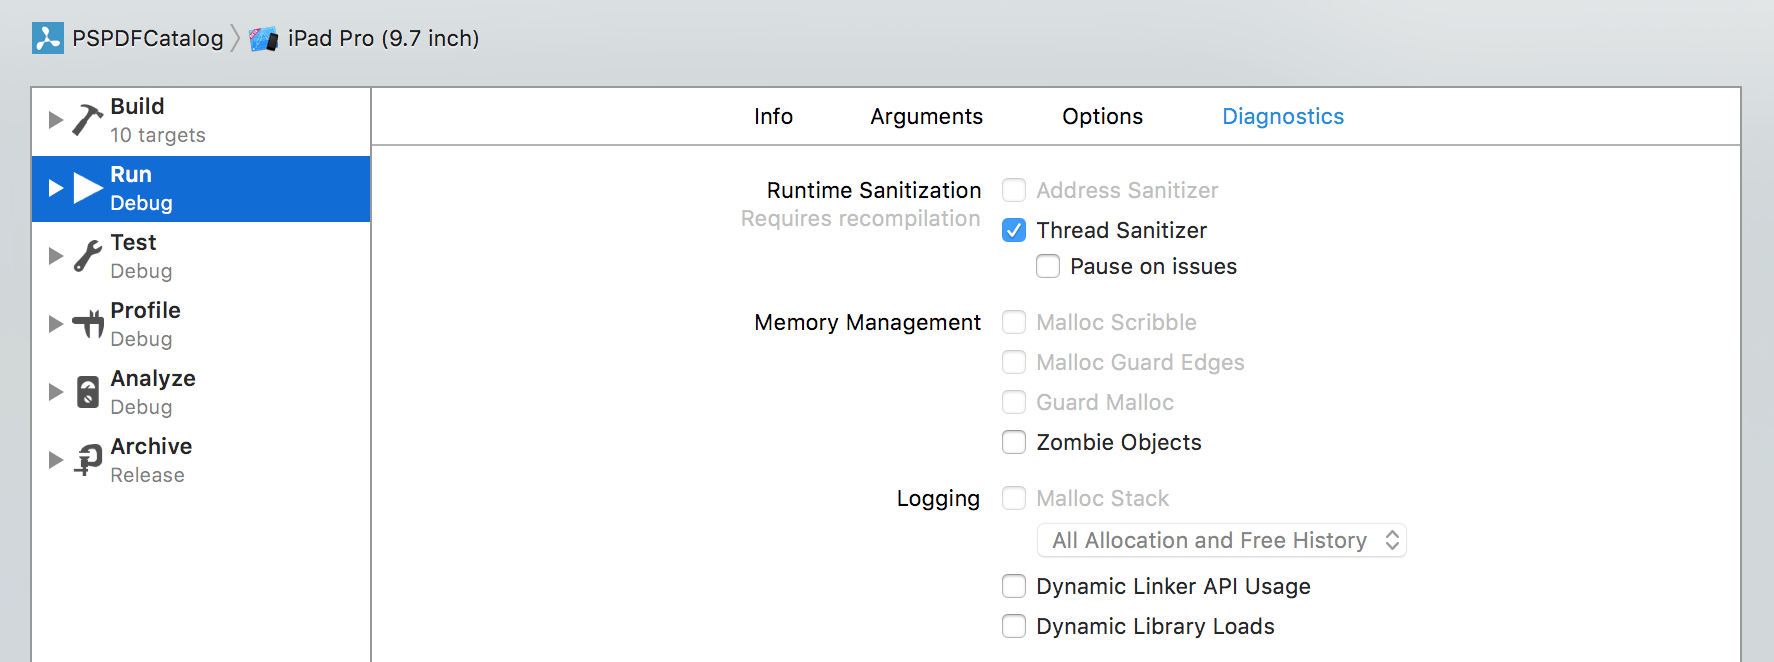 PSPDFCatalog iPad Pro (9.7 inch)
Build
10 targets
Run
Debug
Test
Debug
Profile
Debug
Analyze
Debug
Archive
Release
Info Arguments Options Diagnostics
Runtime Sanitization Address Sanitizer
Requires recompilation Thread Sanitizer
Pause on issues
Memory Management Malloc Scribble
Malloc Guard Edges
Guard Malloc
Zombie Objects
Logging Malloc Stack
All Allocation and Free History
Dynamic Linker API Usage
Dynamic Library Loads